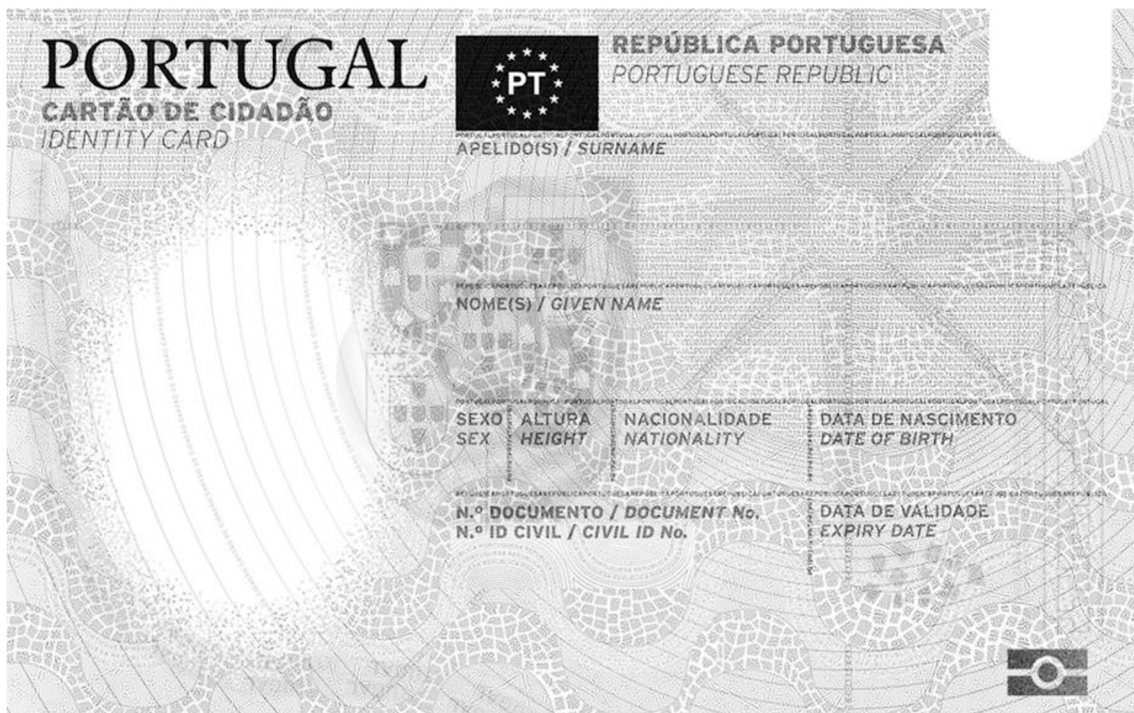 PORTUGAL
CARTÃO DE CIDADÃO
IDENTITY CARD
PT
REPÚBLICA PORTUGUESA
PORTUGUESE REPUBLIC
APELIDO(S) / SURNAME
NOME(S) / GIVEN NAME
SEXO ALTURA NACIONALIDADE DATA DE NASCIMENTO
SEX HEIGHT NATIONALITY DATE OF BIRTH
N.º DOCUMENTO / DOCUMENT No. DATA DE VALIDADE
N.º ID CIVIL / CIVIL ID No. EXPIRY DATE